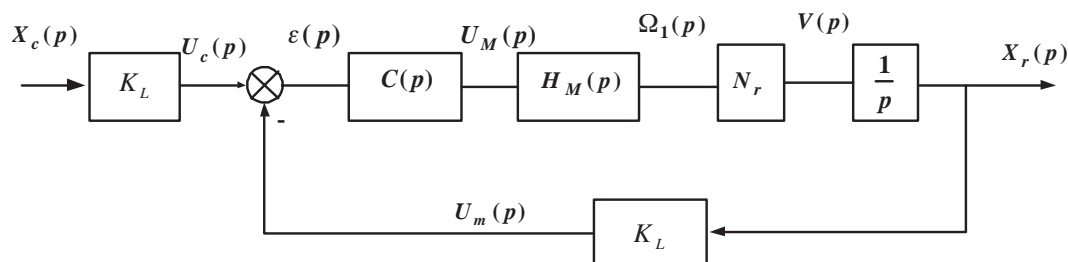 X_c(p)
U_c(p)
ε(p)
U_M(p)
Ω_1(p)
V(p)
X_r(p)
K_L
C(p)
H_M(p)
N_r
1/p
-
U_m(p)
K_L